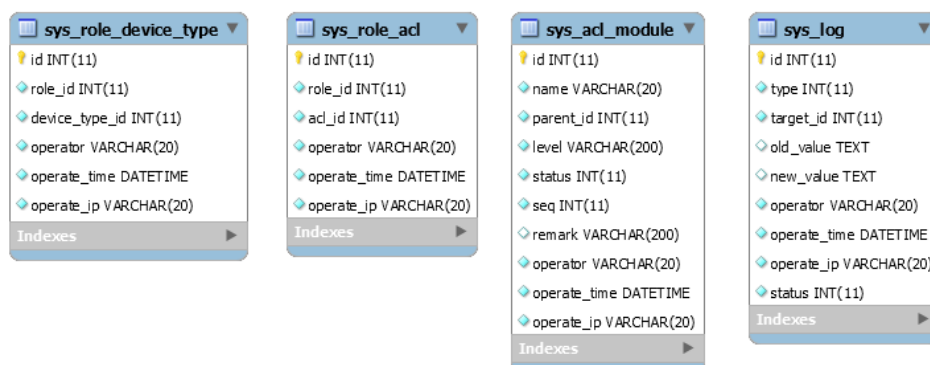 sys_role_device_type
id INT(11)
role_id INT(11)
device_type_id INT(11)
operator VARCHAR(20)
operate_time DATETIME
operate_ip VARCHAR(20)
Indexes
sys_role_acl
id INT(11)
role_id INT(11)
acl_id INT(11)
operator VARCHAR(20)
operate_time DATETIME
operate_ip VARCHAR(20)
Indexes
sys_acl_module
id INT(11)
name VARCHAR(20)
parent_id INT(11)
level VARCHAR(200)
status INT(11)
seq INT(11)
remark VARCHAR(200)
operator VARCHAR(20)
operate_time DATETIME
operate_ip VARCHAR(20)
Indexes
sys_log
id INT(11)
type INT(11)
target_id INT(11)
old_value TEXT
new_value TEXT
operator VARCHAR(20)
operate_time DATETIME
operate_ip VARCHAR(20)
status INT(11)
Indexes